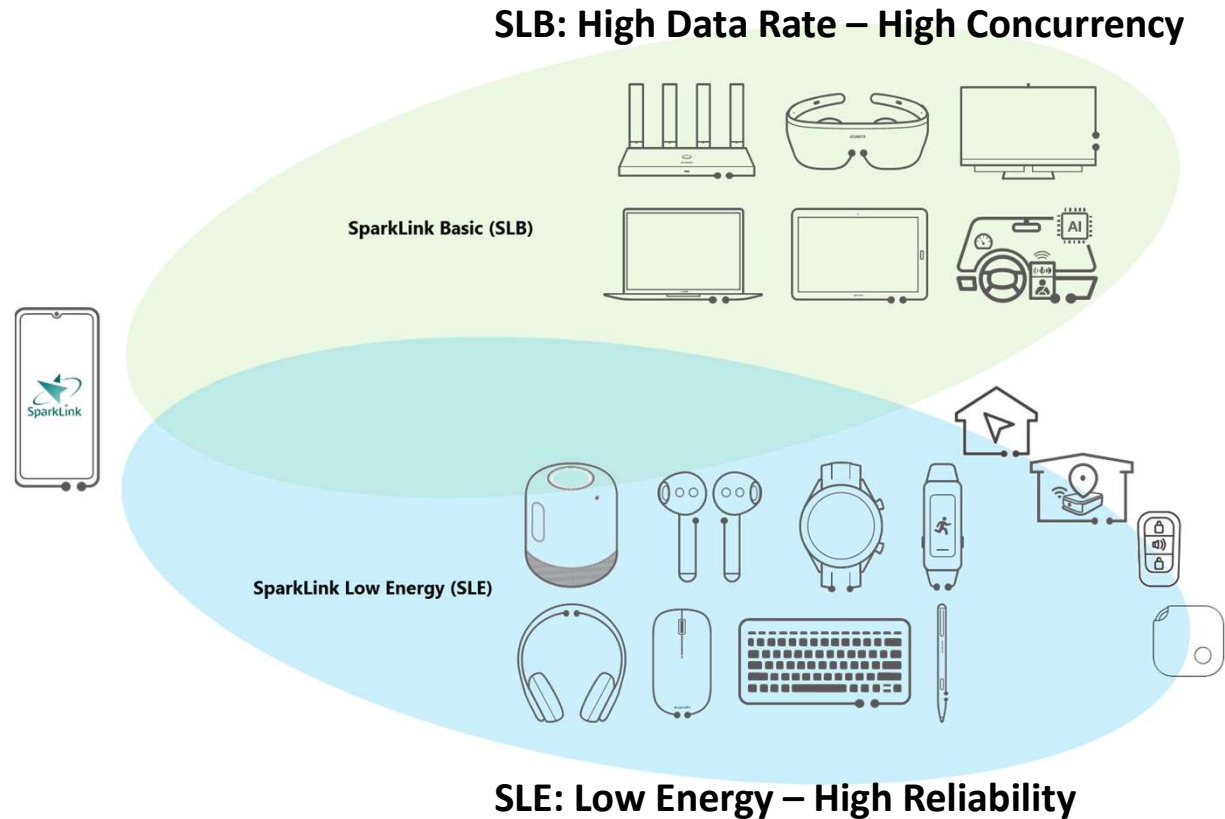 SLB: High Data Rate – High Concurrency
SparkLink Basic (SLB)
AI
SparkLink
SparkLink Low Energy (SLE)
SLE: Low Energy – High Reliability